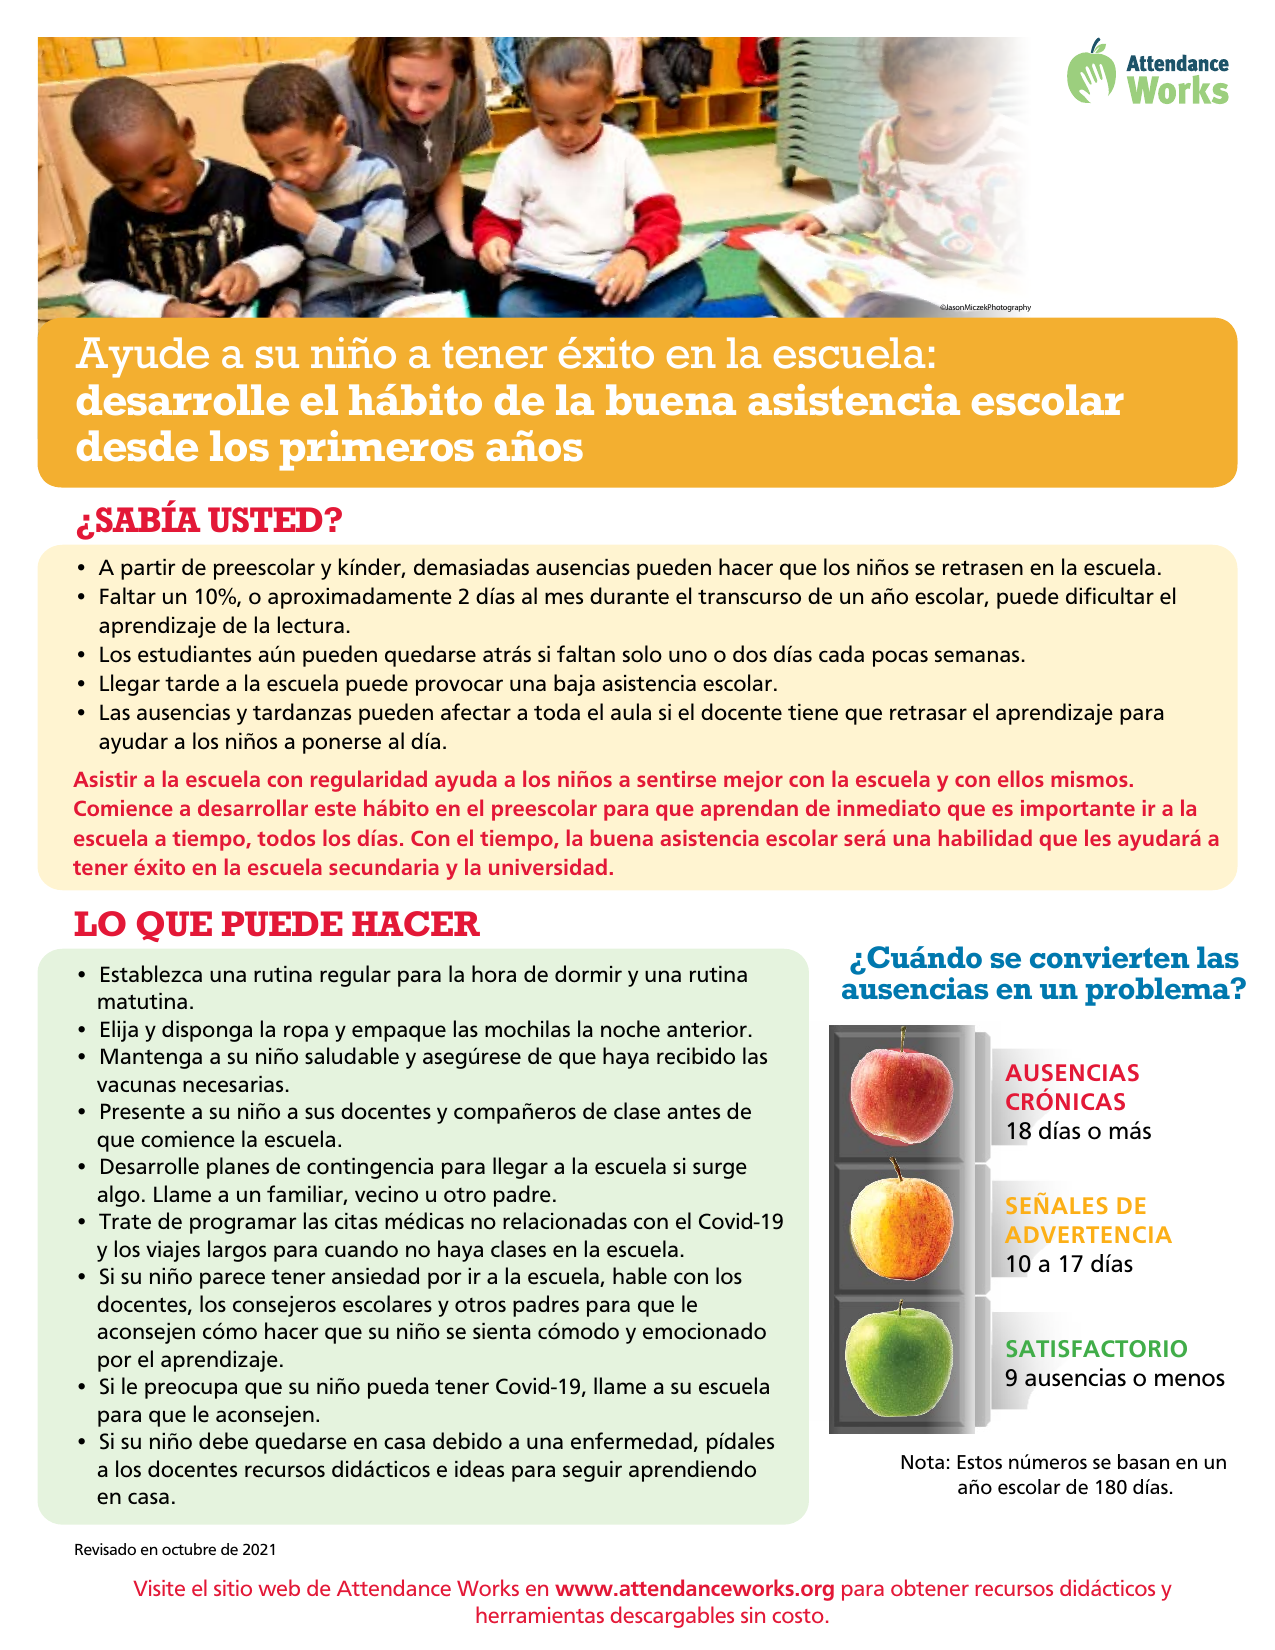 Attendance
Works
©JasonMiczekPhotography
Ayude a su niño a tener éxito en la escuela:
desarrolle el hábito de la buena asistencia escolar
desde los primeros años
¿SABÍA USTED?
• A partir de preescolar y kínder, demasiadas ausencias pueden hacer que los niños se retrasen en la escuela.
• Faltar un 10%, o aproximadamente 2 días al mes durante el transcurso de un año escolar, puede dificultar el
aprendizaje de la lectura.
• Los estudiantes aún pueden quedarse atrás si faltan solo uno o dos días cada pocas semanas.
• Llegar tarde a la escuela puede provocar una baja asistencia escolar.
• Las ausencias y tardanzas pueden afectar a toda el aula si el docente tiene que retrasar el aprendizaje para
ayudar a los niños a ponerse al día.
Asistir a la escuela con regularidad ayuda a los niños a sentirse mejor con la escuela y con ellos mismos.
Comience a desarrollar este hábito en el preescolar para que aprendan de inmediato que es importante ir a la
escuela a tiempo, todos los días. Con el tiempo, la buena asistencia escolar será una habilidad que les ayudará a
tener éxito en la escuela secundaria y la universidad.
LO QUE PUEDE HACER
• Establezca una rutina regular para la hora de dormir y una rutina
matutina.
• Elija y disponga la ropa y empaque las mochilas la noche anterior.
• Mantenga a su niño saludable y asegúrese de que haya recibido las
vacunas necesarias.
• Presente a su niño a sus docentes y compañeros de clase antes de
que comience la escuela.
• Desarrolle planes de contingencia para llegar a la escuela si surge
algo. Llame a un familiar, vecino u otro padre.
• Trate de programar las citas médicas no relacionadas con el Covid-19
y los viajes largos para cuando no haya clases en la escuela.
• Si su niño parece tener ansiedad por ir a la escuela, hable con los
docentes, los consejeros escolares y otros padres para que le
aconsejen cómo hacer que su niño se sienta cómodo y emocionado
por el aprendizaje.
• Si le preocupa que su niño pueda tener Covid-19, llame a su escuela
para que le aconsejen.
• Si su niño debe quedarse en casa debido a una enfermedad, pídales
a los docentes recursos didácticos e ideas para seguir aprendiendo
en casa.
¿Cuándo se convierten las
ausencias en un problema?
AUSENCIAS
CRÓNICAS
18 días o más
SEÑALES DE
ADVERTENCIA
10 a 17 días
SATISFACTORIO
9 ausencias o menos
Nota: Estos números se basan en un
año escolar de 180 días.
Revisado en octubre de 2021
Visite el sitio web de Attendance Works en www.attendanceworks.org para obtener recursos didácticos y
herramientas descargables sin costo.